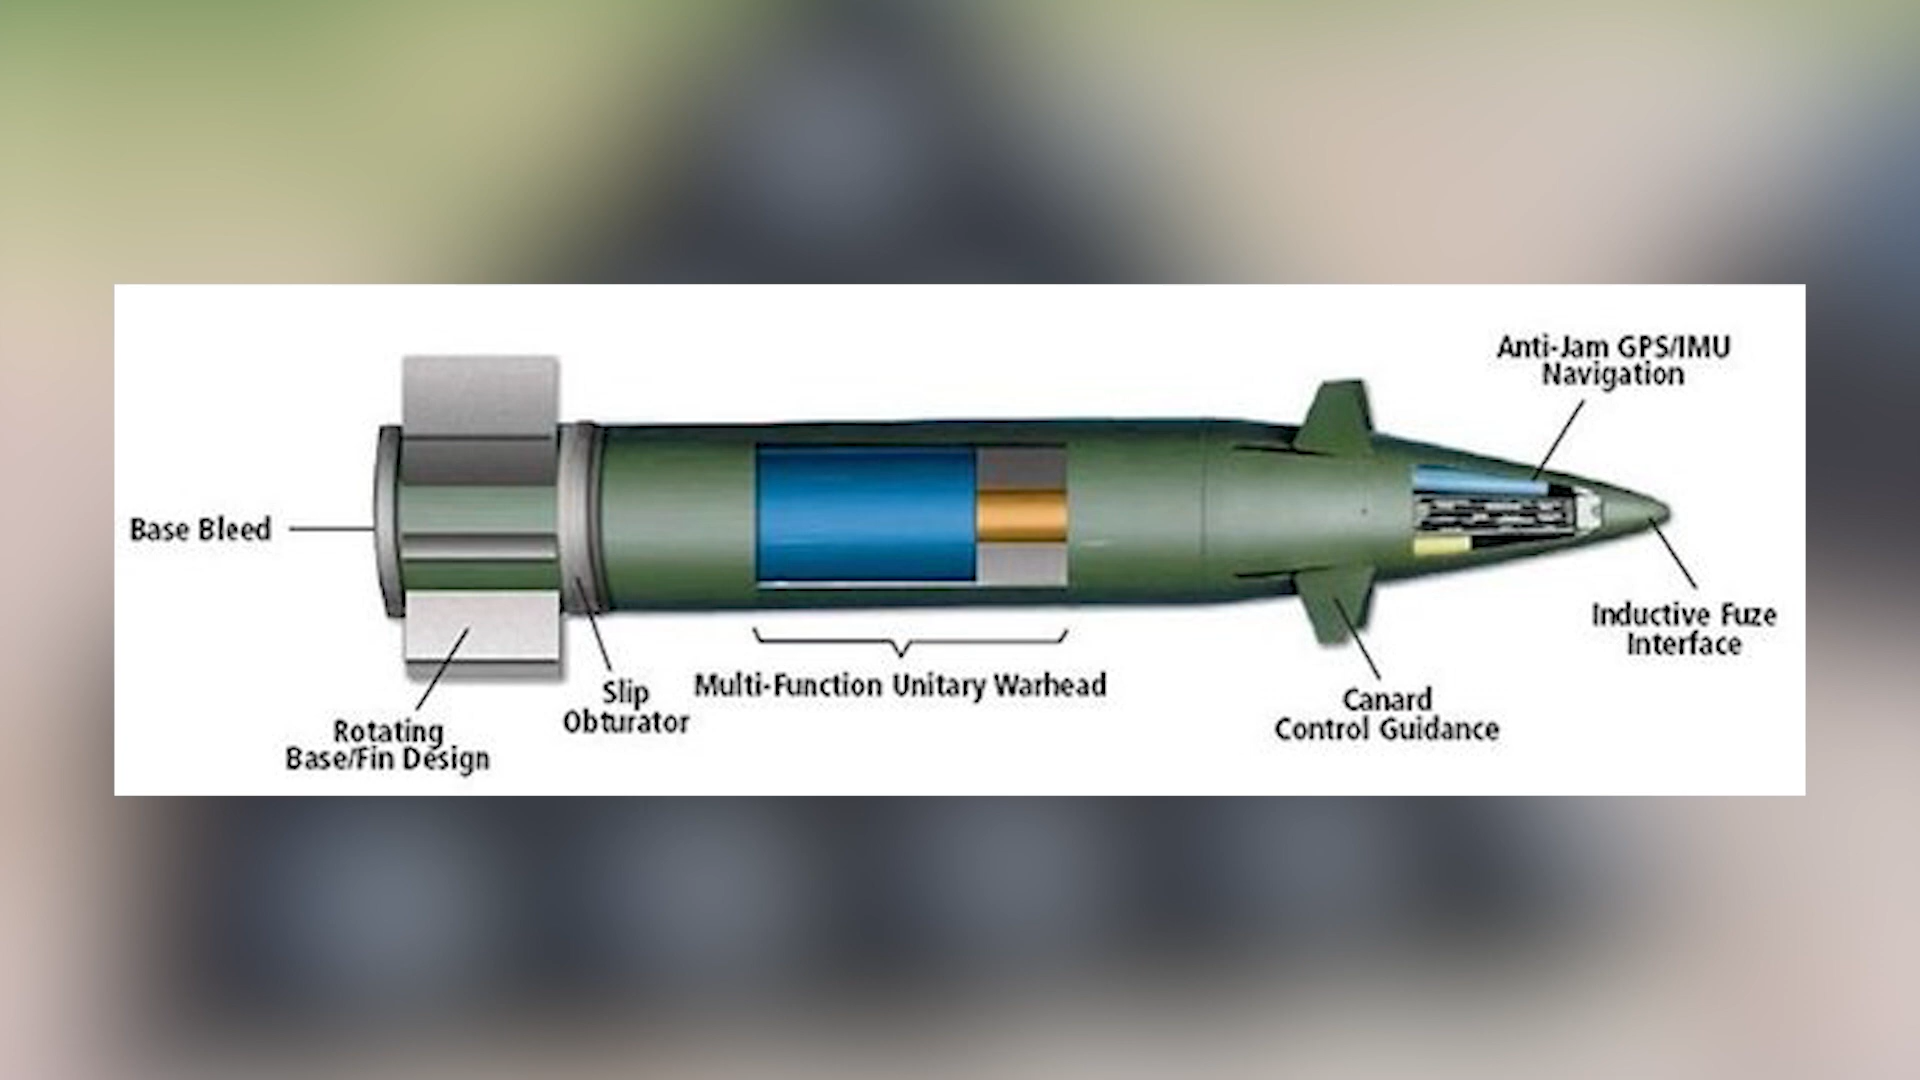 Anti-Jam GPS/IMU
Navigation
Base Bleed
Inductive Fuze
Interface
Multi-Function Unitary Warhead
Slip
Obturator
Canard
Control Guidance
Rotating
Base/Fin Design